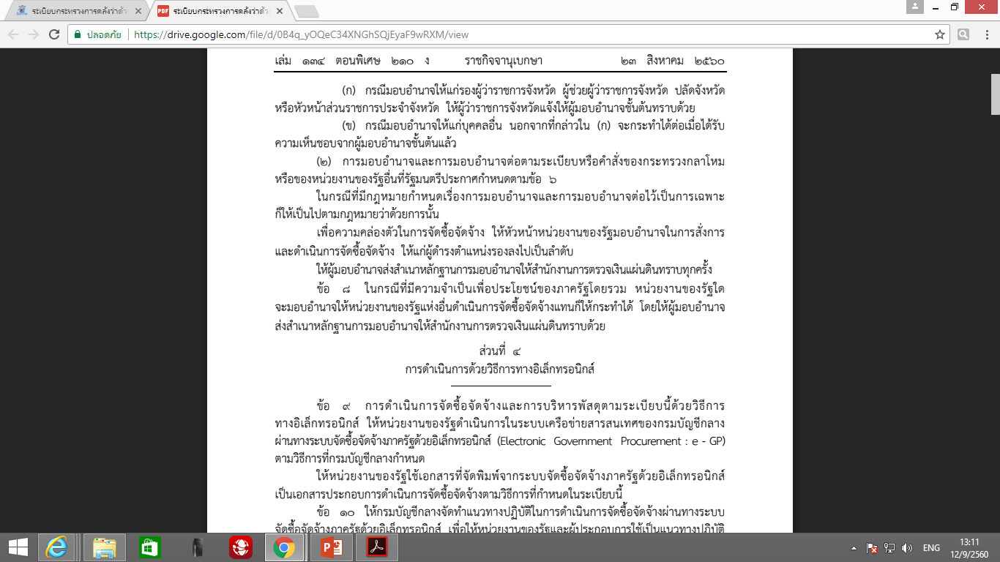 ระเบียบกระทรวงการคลังว่าด้ว
PDF ระเบียบกระทรวงการคลังว่าด้ว
ปลอดภัย https://drive.google.com/file/d/0B4q_yOQeC34XNGhSQjEyaF9wRXM/view
เล่ม ๑๓๔ ตอนพิเศษ ๒๑๐ ง ราชกิจจานุเบกษา ๒๓ สิงหาคม ๒๕๖๐
(ก) กรณีมอบอำนาจให้แก่รองผู้ว่าราชการจังหวัด ผู้ช่วยผู้ว่าราชการจังหวัด ปลัดจังหวัด
หรือหัวหน้าส่วนราชการประจำจังหวัด ให้ผู้ว่าราชการจังหวัดแจ้งให้ผู้มอบอำนาจชั้นต้นทราบด้วย
(ข) กรณีมอบอำนาจให้แก่บุคคลอื่น นอกจากที่กล่าวใน (ก) จะกระทำได้ต่อเมื่อได้รับ
ความเห็นชอบจากผู้มอบอำนาจชั้นต้นแล้ว
(๒) การมอบอำนาจและการมอบอำนาจต่อตามระเบียบหรือคำสั่งของกระทรวงกลาโหม
หรือของหน่วยงานของรัฐอื่นที่รัฐมนตรีประกาศกำหนดตามข้อ ๖
ในกรณีที่มีกฎหมายกำหนดเรื่องการมอบอำนาจและการมอบอำนาจต่อไว้เป็นการเฉพาะ
ก็ให้เป็นไปตามกฎหมายว่าด้วยการนั้น
เพื่อความคล่องตัวในการจัดซื้อจัดจ้าง ให้หัวหน้าหน่วยงานของรัฐมอบอำนาจในการสั่งการ
และดำเนินการจัดซื้อจัดจ้าง ให้แก่ผู้ดำรงตำแหน่งรองลงไปเป็นลำดับ
ให้ผู้มอบอำนาจส่งสำเนาหลักฐานการมอบอำนาจให้สำนักงานการตรวจเงินแผ่นดินทราบทุกครั้ง
ข้อ ๘ ในกรณีที่มีความจำเป็นเพื่อประโยชน์ของภาครัฐโดยรวม หน่วยงานของรัฐใด
จะมอบอำนาจให้หน่วยงานของรัฐแห่งอื่นดำเนินการจัดซื้อจัดจ้างแทนก็ให้กระทำได้ โดยให้ผู้มอบอำนาจ
ส่งสำเนาหลักฐานการมอบอำนาจให้สำนักงานการตรวจเงินแผ่นดินทราบด้วย
ส่วนที่ ๔
การดำเนินการด้วยวิธีการทางอิเล็กทรอนิกส์
ข้อ ๙ การดำเนินการจัดซื้อจัดจ้างและการบริหารพัสดุตามระเบียบนี้ด้วยวิธีการ
ทางอิเล็กทรอนิกส์ ให้หน่วยงานของรัฐดำเนินการในระบบเครือข่ายสารสนเทศของกรมบัญชีกลาง
ผ่านทางระบบจัดซื้อจัดจ้างภาครัฐด้วยอิเล็กทรอนิกส์ (Electronic Government Procurement : e - GP)
ตามวิธีการที่กรมบัญชีกลางกำหนด
ให้หน่วยงานของรัฐใช้เอกสารที่จัดพิมพ์จากระบบจัดซื้อจัดจ้างภาครัฐด้วยอิเล็กทรอนิกส์
เป็นเอกสารประกอบการดำเนินการจัดซื้อจัดจ้างตามวิธีการที่กำหนดในระเบียบนี้
ข้อ ๑๐ ให้กรมบัญชีกลางจัดทำแนวทางปฏิบัติในการดำเนินการจัดซื้อจัดจ้างผ่านทางระบบ
จัดซื้อจัดจ้างภาครัฐด้วยอิเล็กทรอนิกส์ เพื่อให้หน่วยงานของรัฐและผู้ประกอบการใช้เป็นแนวทางปฏิบัติ
ENG
13:11
12/9/2560